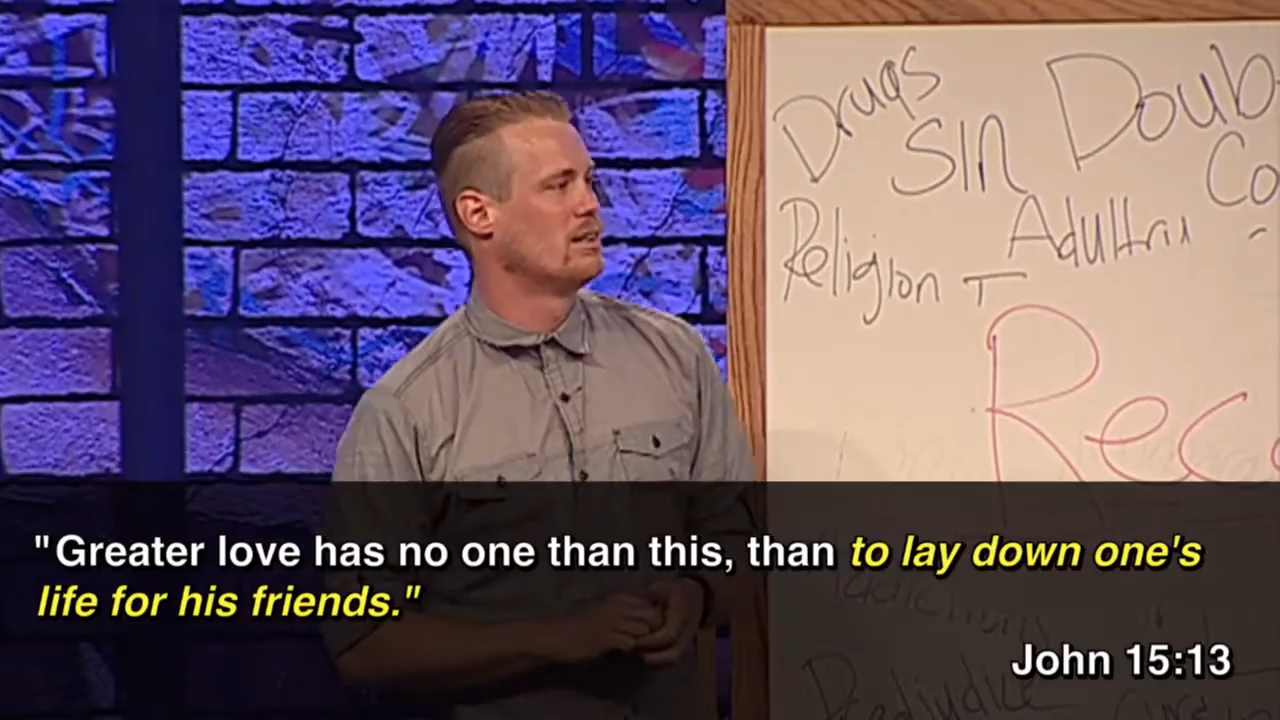 Drugs
SIN Doub
Co
Religion
Adultri
Rec
"Greater love has no one than this, than to lay down one's
life for his friends."
John 15:13